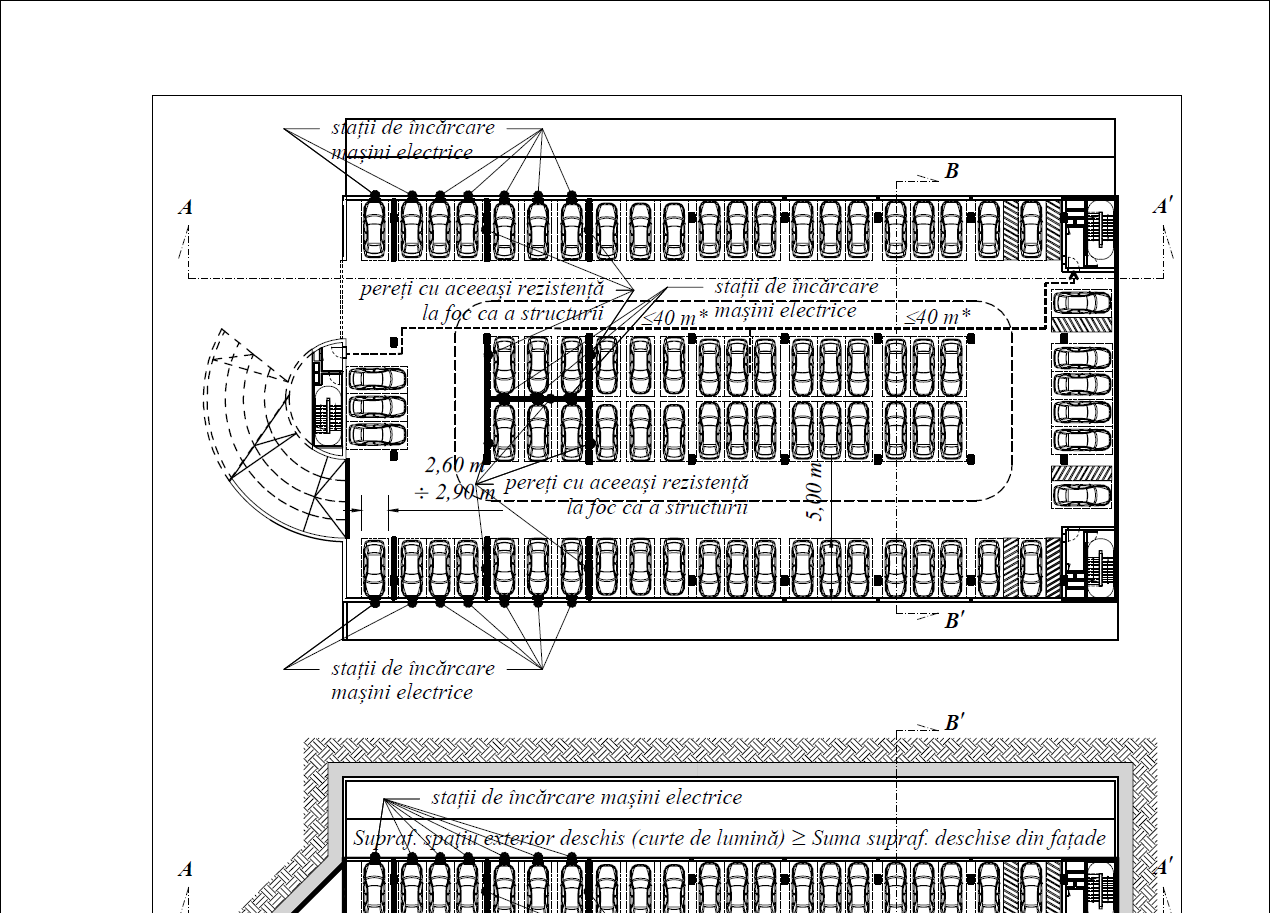 stații de încărcare
mașini electrice
B
A
A'
pereți cu aceeași rezistență
la foc ca a structurii
stații de încărcare
mașini electrice
≤40 m*
≤40 m*
2,60 m
÷ 2,90 m
pereți cu aceeași rezistență
la foc ca a structurii
5,00 m
B'
stații de încărcare
mașini electrice
B'
stații de încărcare mașini electrice
Supraf. spațiu exterior deschis (curte de lumină) ≥ Suma supraf. deschise din fațade
A
A'